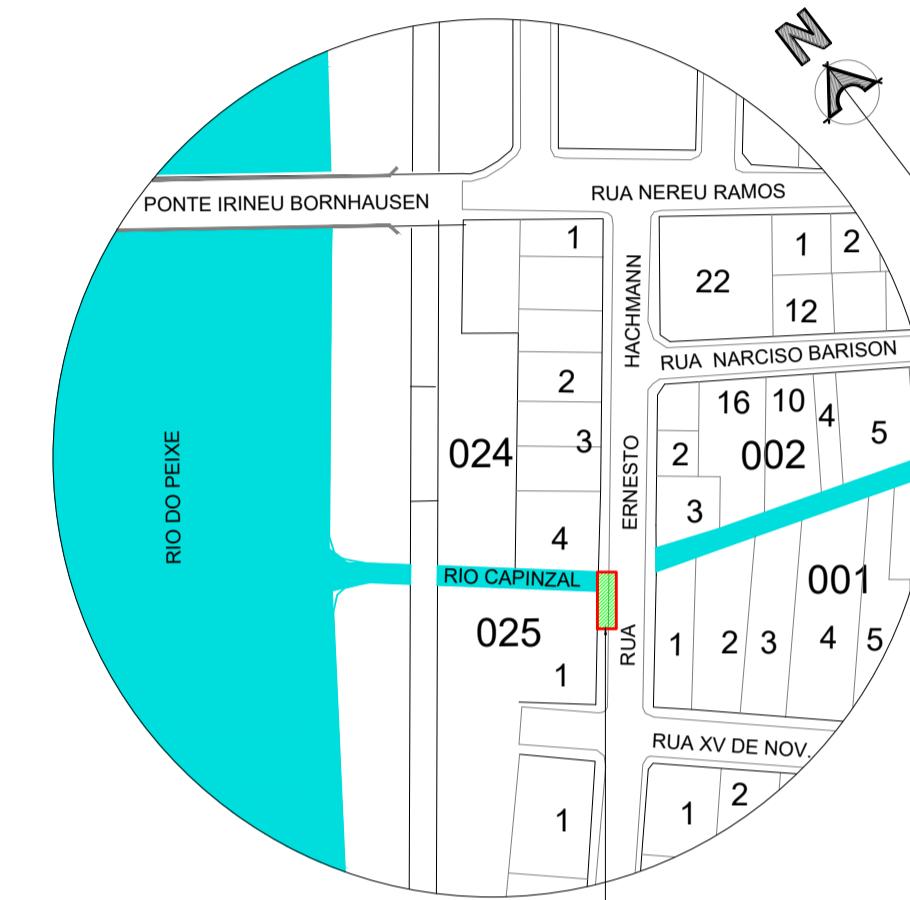 N
PONTE IRINEU BORNHAUSEN
RUA NEREU RAMOS
1
22
1
2
12
HACHMANN
RUA NARCISO BARISON
2
16
10
4
5
3
024
2
002
3
RIO DO PEIXE
ERNESTO
4
RIO CAPINZAL
001
025
RUA
1
2
3
4
5
1
RUA XV DE NOV.
1
1
2